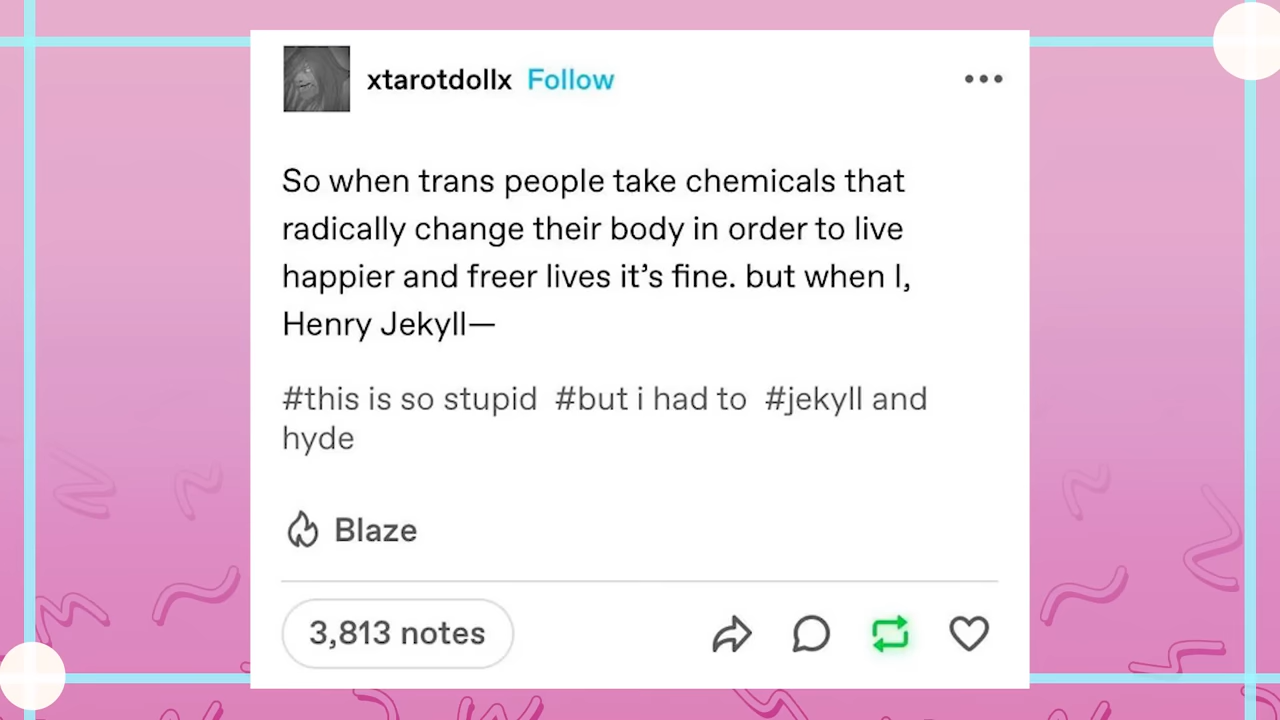 xtarotdollx Follow
So when trans people take chemicals that
radically change their body in order to live
happier and freer lives it’s fine. but when I,
Henry Jekyll—
#this is so stupid #but i had to #jekyll and
hyde
Blaze
3,813 notes